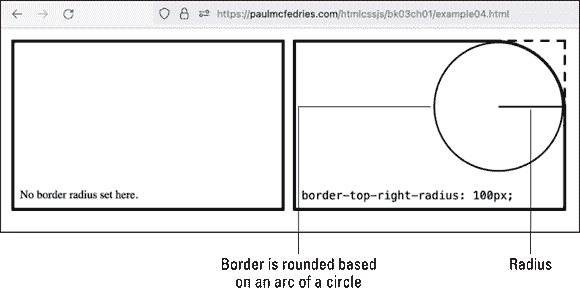 https://paulmcfedries.com/htmlcssjs/bk03ch01/example04.html
No border radius set here.
border-top-right-radius: 100px;
Border is rounded based
on an arc of a circle
Radius